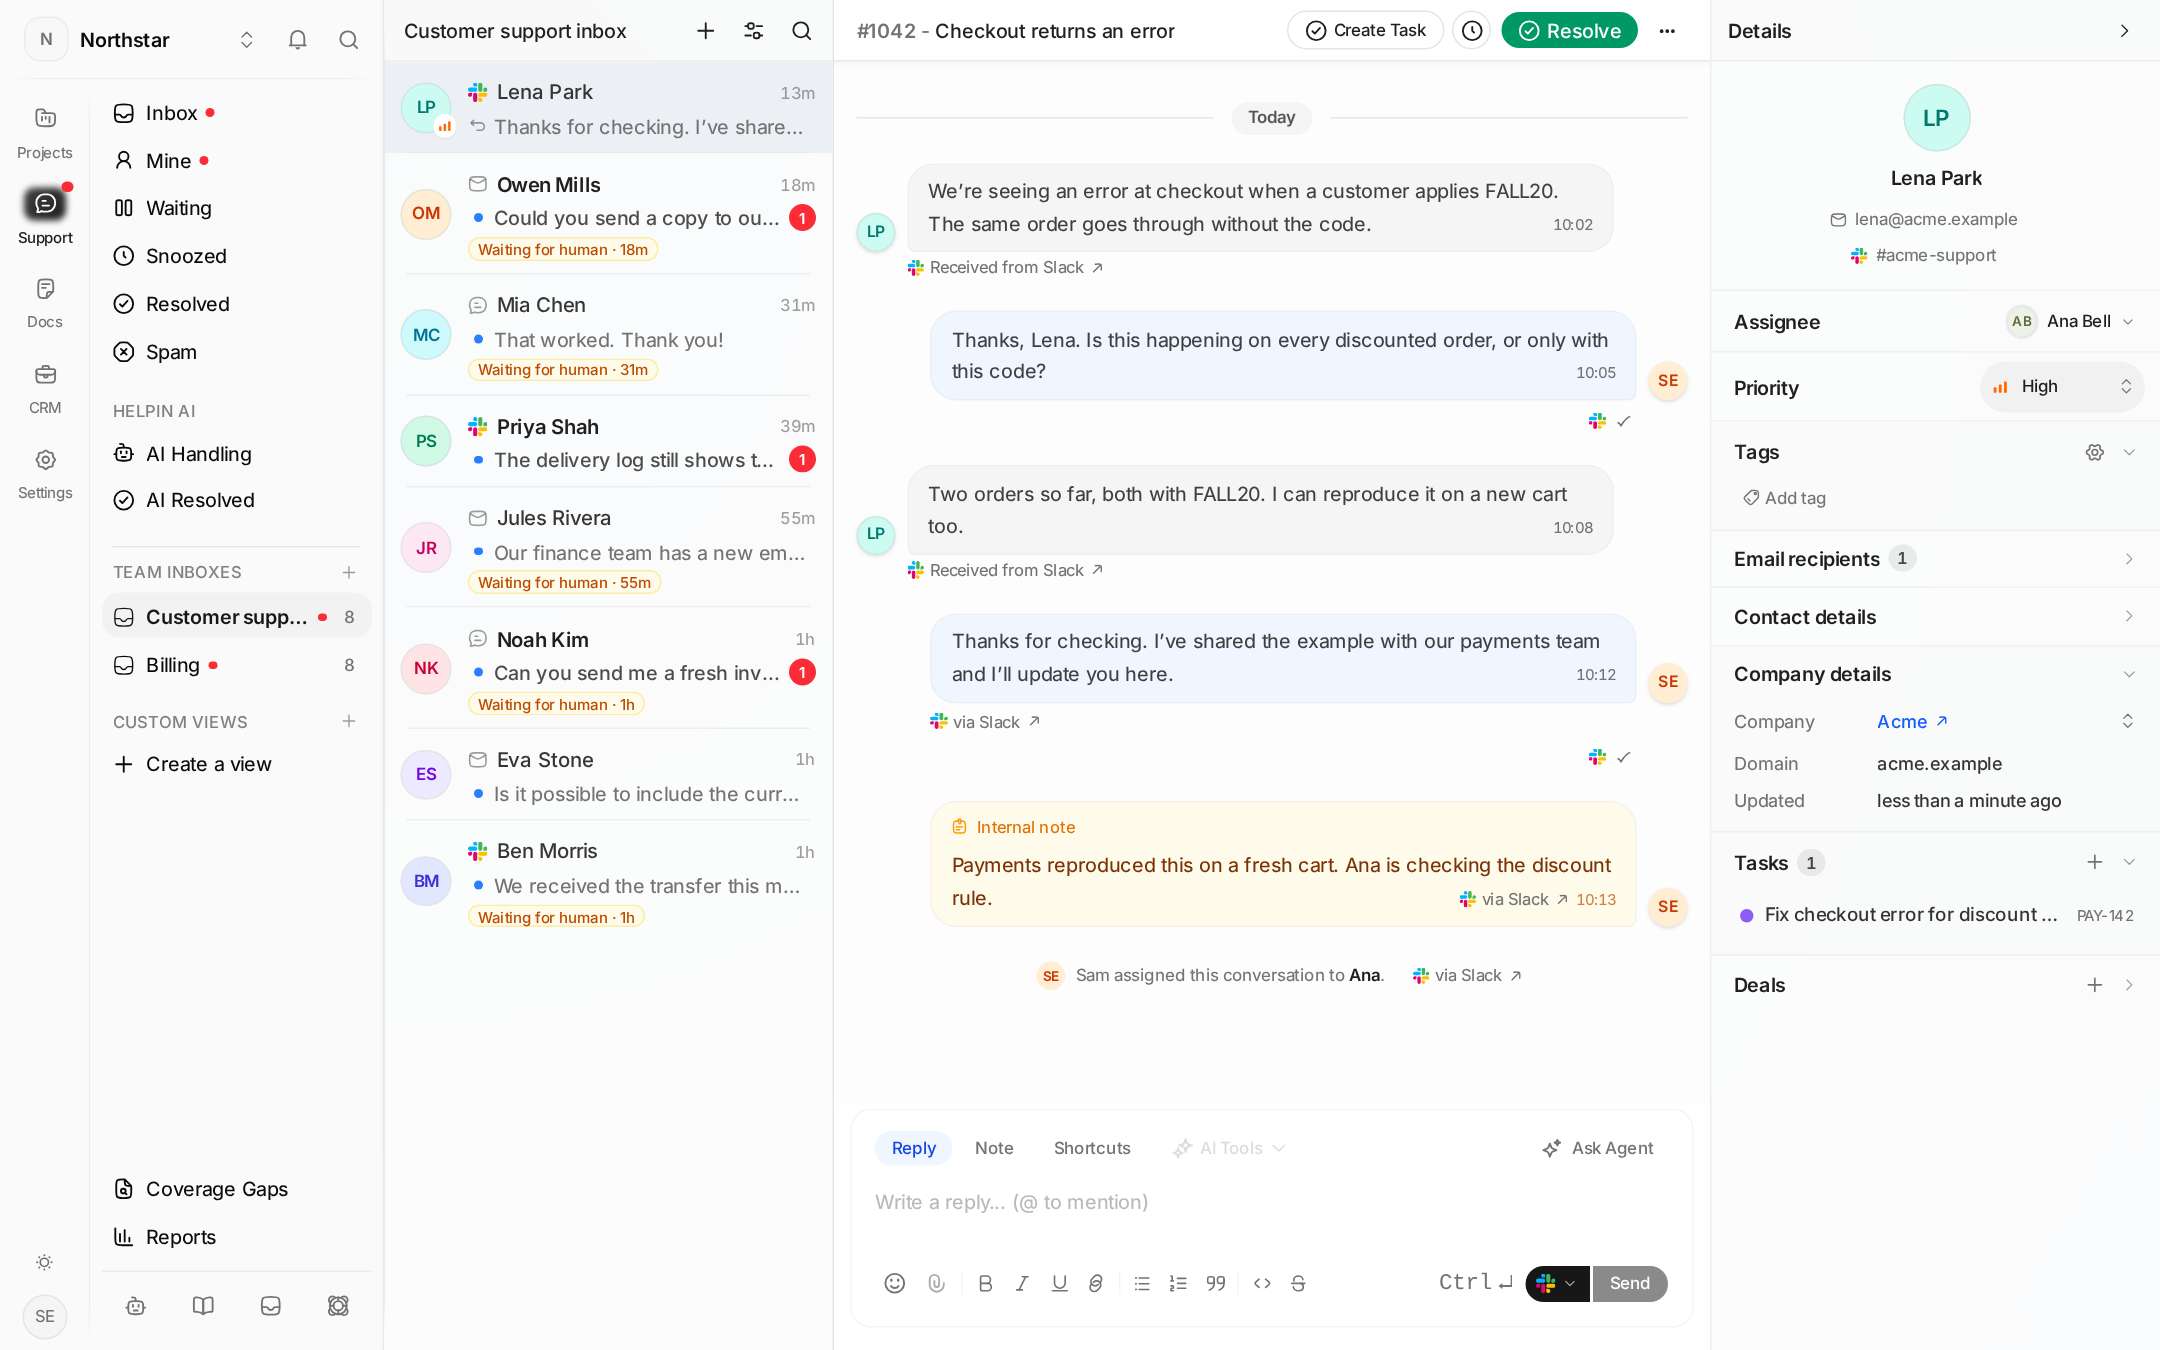 N
Northstar
Projects
Support
Docs
CRM
Settings
SE
Inbox
Mine
Waiting
Snoozed
Resolved
Spam
HELPIN AI
AI Handling
AI Resolved
TEAM INBOXES
Customer supp... 8
Billing 8
CUSTOM VIEWS
Create a view
Coverage Gaps
Reports
Customer support inbox
LP
Lena Park 13m
Thanks for checking. I’ve share...
OM
Owen Mills 18m
Could you send a copy to ou... 1
Waiting for human · 18m
MC
Mia Chen 31m
That worked. Thank you!
Waiting for human · 31m
PS
Priya Shah 39m
The delivery log still shows t... 1
JR
Jules Rivera 55m
Our finance team has a new em...
Waiting for human · 55m
NK
Noah Kim 1h
Can you send me a fresh inv... 1
Waiting for human · 1h
ES
Eva Stone 1h
Is it possible to include the curr...
BM
Ben Morris 1h
We received the transfer this m...
Waiting for human · 1h
#1042 - Checkout returns an error
Create Task
Resolve
Today
We’re seeing an error at checkout when a customer applies FALL20.
The same order goes through without the code. 10:02
LP
Received from Slack
Thanks, Lena. Is this happening on every discounted order, or only with
this code? 10:05
SE
Two orders so far, both with FALL20. I can reproduce it on a new cart
too. 10:08
LP
Received from Slack
Thanks for checking. I’ve shared the example with our payments team
and I’ll update you here. 10:12
SE
via Slack
Internal note
Payments reproduced this on a fresh cart. Ana is checking the discount
rule. via Slack 10:13
SE
SE Sam assigned this conversation to Ana. via Slack
Reply
Note
Shortcuts
AI Tools
Ask Agent
Write a reply... (@ to mention)
Ctrl
Send
Details
LP
Lena Park
lena@acme.example
#acme-support
Assignee AB Ana Bell
Priority High
Tags
Add tag
Email recipients 1
Contact details
Company details
Company Acme
Domain acme.example
Updated less than a minute ago
Tasks 1
Fix checkout error for discount ... PAY-142
Deals